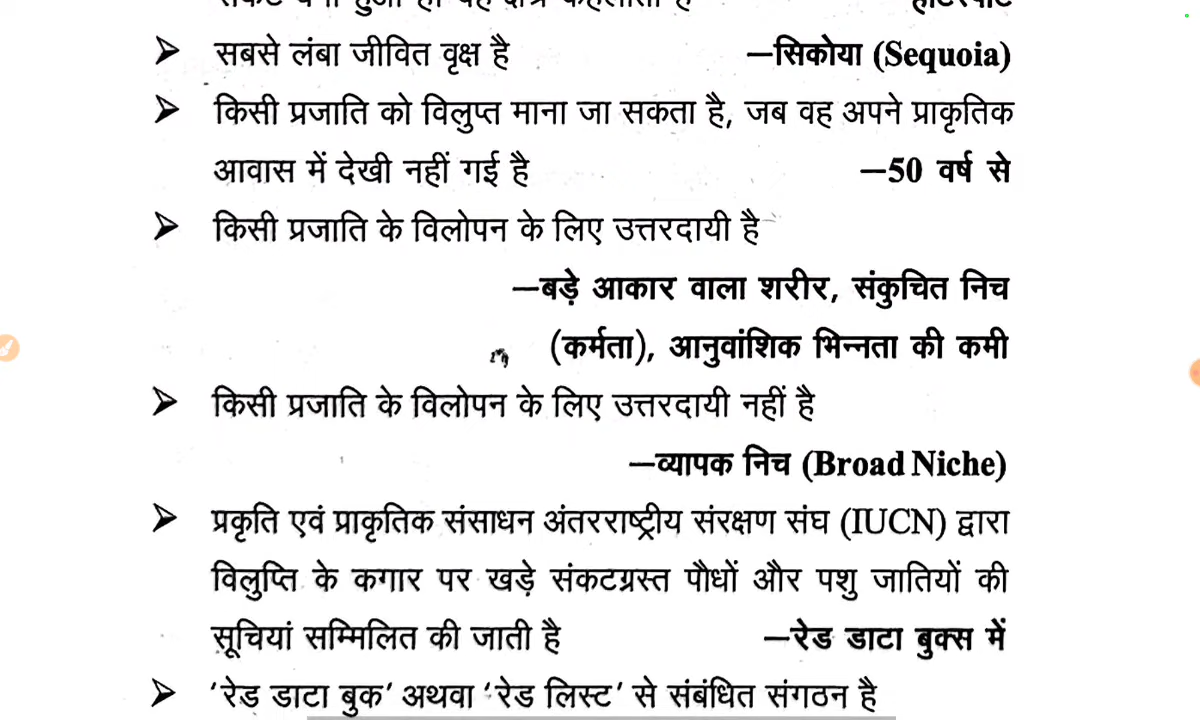 हॉटस्पॉट
➤ सबसे लंबा जीवित वृक्ष है —सिकोया (Sequoia)
➤ किसी प्रजाति को विलुप्त माना जा सकता है, जब वह अपने प्राकृतिक
आवास में देखी नहीं गई है —50 वर्ष से
➤ किसी प्रजाति के विलोपन के लिए उत्तरदायी है
—बड़े आकार वाला शरीर, संकुचित निच
(कर्मता), आनुवांशिक भिन्नता की कमी
➤ किसी प्रजाति के विलोपन के लिए उत्तरदायी नहीं है
—व्यापक निच (Broad Niche)
➤ प्रकृति एवं प्राकृतिक संसाधन अंतरराष्ट्रीय संरक्षण संघ (IUCN) द्वारा
विलुप्ति के कगार पर खड़े संकटग्रस्त पौधों और पशु जातियों की
सूचियां सम्मिलित की जाती है —रेड डाटा बुक्स में
➤ ‘रेड डाटा बुक’ अथवा ‘रेड लिस्ट’ से संबंधित संगठन है